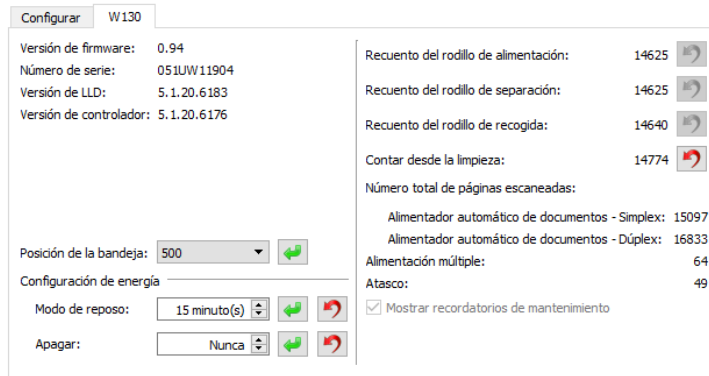 Configurar W130
Versión de firmware: 0.94
Número de serie: 051UW11904
Versión de LLD: 5.1.20.6183
Versión de controlador: 5.1.20.6176
Posición de la bandeja: 500
Configuración de energía
Modo de reposo: 15 minuto(s)
Apagar: Nunca
Recuento del rodillo de alimentación: 14625
Recuento del rodillo de separación: 14625
Recuento del rodillo de recogida: 14640
Contar desde la limpieza: 14774
Número total de páginas escaneadas:
Alimentador automático de documentos - Simplex: 15097
Alimentador automático de documentos - Dúplex: 16833
Alimentación múltiple: 64
Atasco: 49
Mostrar recordatorios de mantenimiento